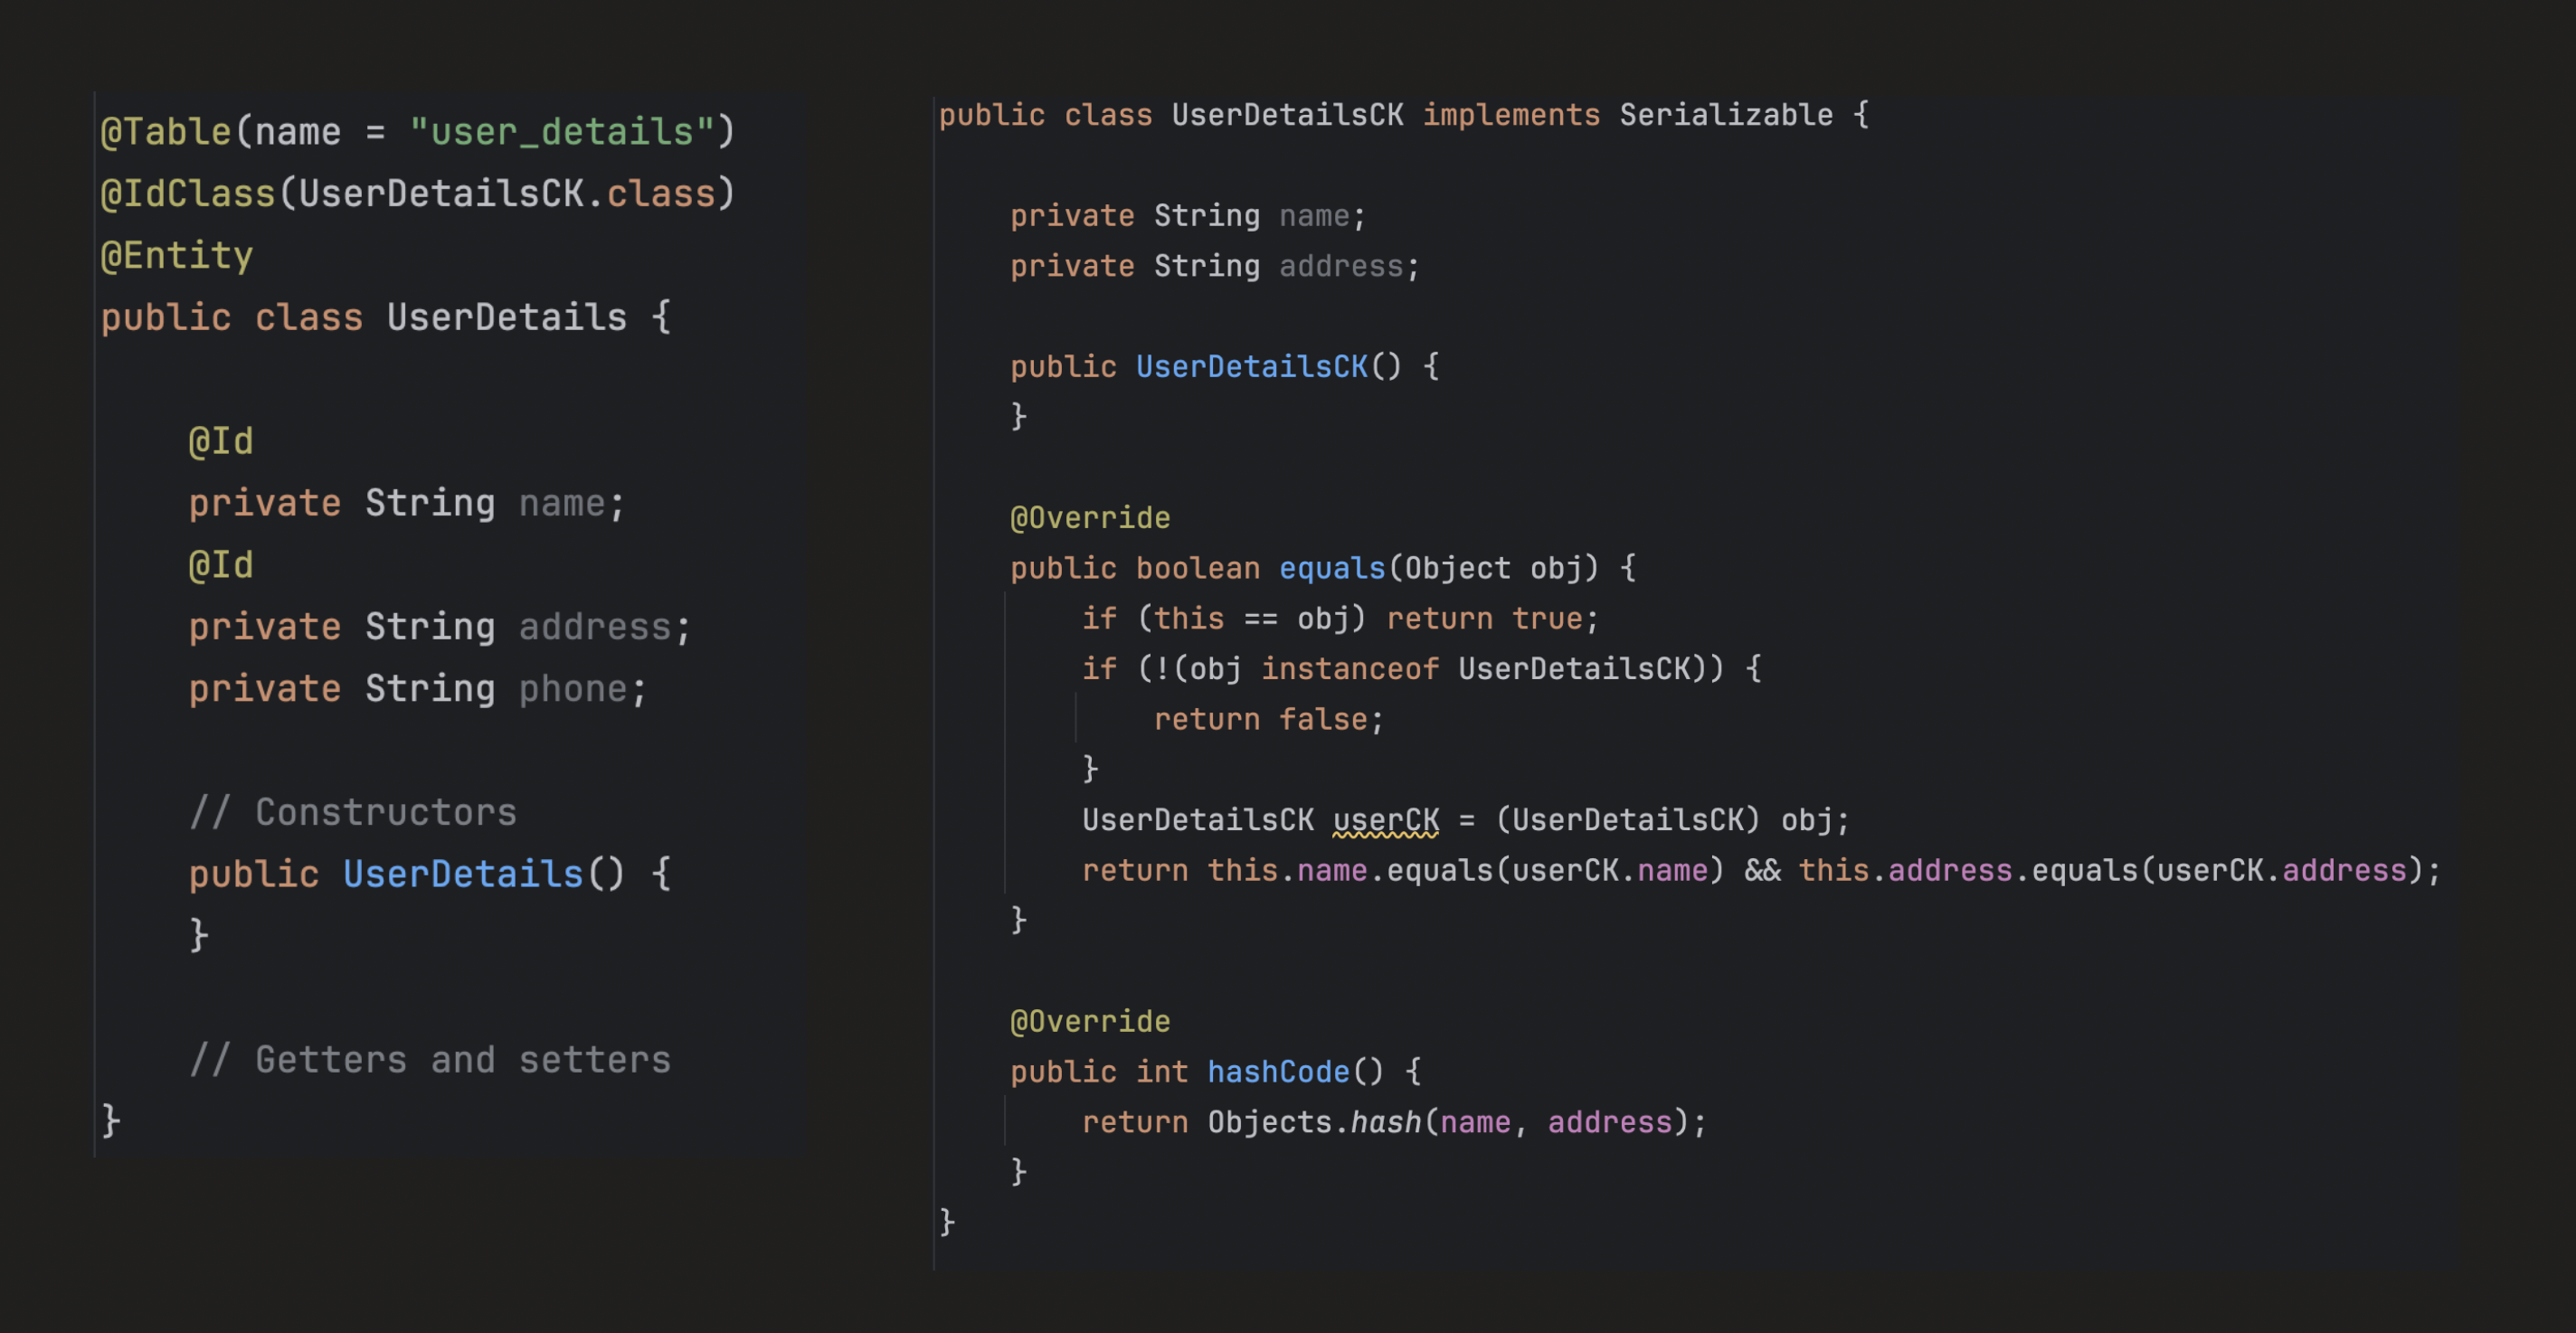 @Table(name = "user_details")
@IdClass(UserDetailsCK.class)
@Entity
public class UserDetails {
@Id
private String name;
@Id
private String address;
private String phone;
// Constructors
public UserDetails() {
}
// Getters and setters
}
public class UserDetailsCK implements Serializable {
private String name;
private String address;
public UserDetailsCK() {
}
@Override
public boolean equals(Object obj) {
if (this == obj) return true;
if (!(obj instanceof UserDetailsCK)) {
return false;
}
UserDetailsCK userCK = (UserDetailsCK) obj;
return this.name.equals(userCK.name) && this.address.equals(userCK.address);
}
@Override
public int hashCode() {
return Objects.hash(name, address);
}
}